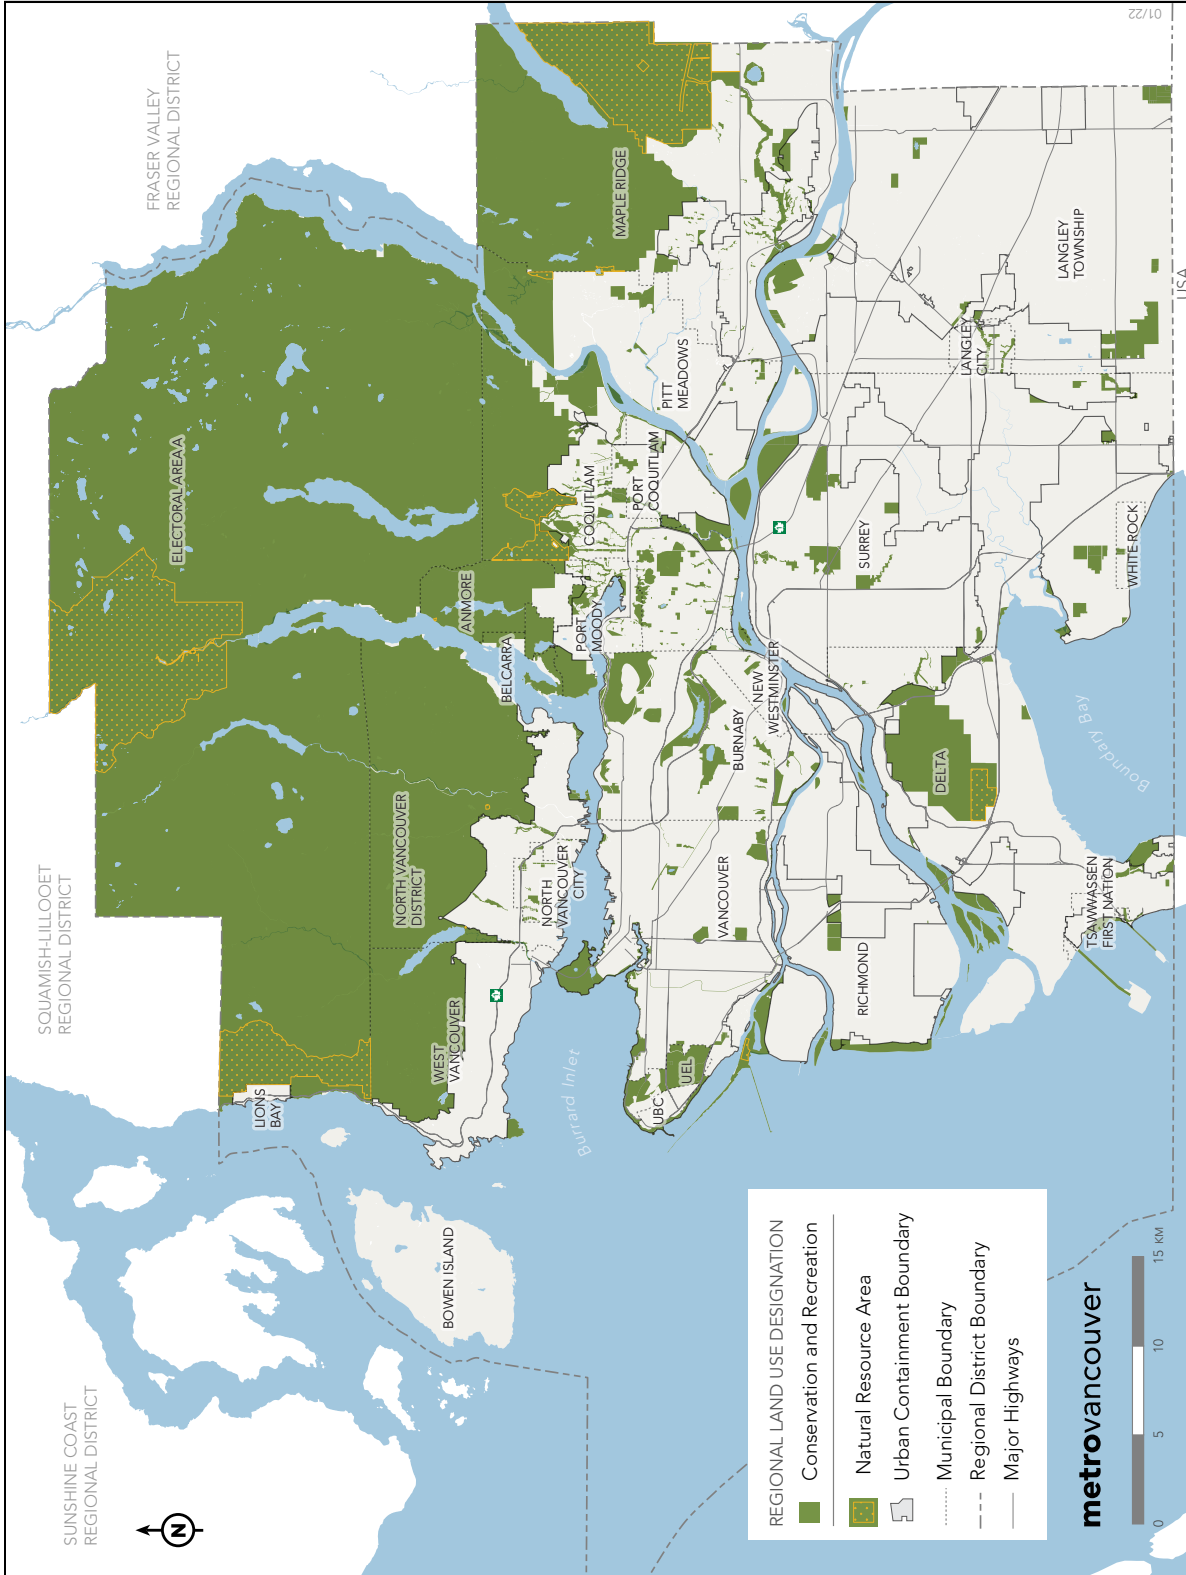 SUNSHINE COAST
REGIONAL DISTRICT
SQUAMISH-LILLOOET
REGIONAL DISTRICT
FRASER VALLEY
REGIONAL DISTRICT
N
ELECTORAL AREA A
LIONS
BAY
BOWEN ISLAND
WEST
VANCOUVER
NORTH VANCOUVER
DISTRICT
NORTH
VANCOUVER
CITY
BELCARRA
ANMORE
PORT
MOODY
COQUITLAM
PORT
COQUITLAM
PITT
MEADOWS
MAPLE RIDGE
Burrard Inlet
UBC
UEL
VANCOUVER
BURNABY
NEW
WESTMINSTER
RICHMOND
SURREY
DELTA
LANGLEY
CITY
LANGLEY
TOWNSHIP
WHITE ROCK
TSAWWASSEN
FIRST NATION
Boundary Bay
USA
1
1
REGIONAL LAND USE DESIGNATION
Conservation and Recreation
Natural Resource Area
Urban Containment Boundary
Municipal Boundary
Regional District Boundary
Major Highways
metrovancouver
0 5 10 15 KM
01/22